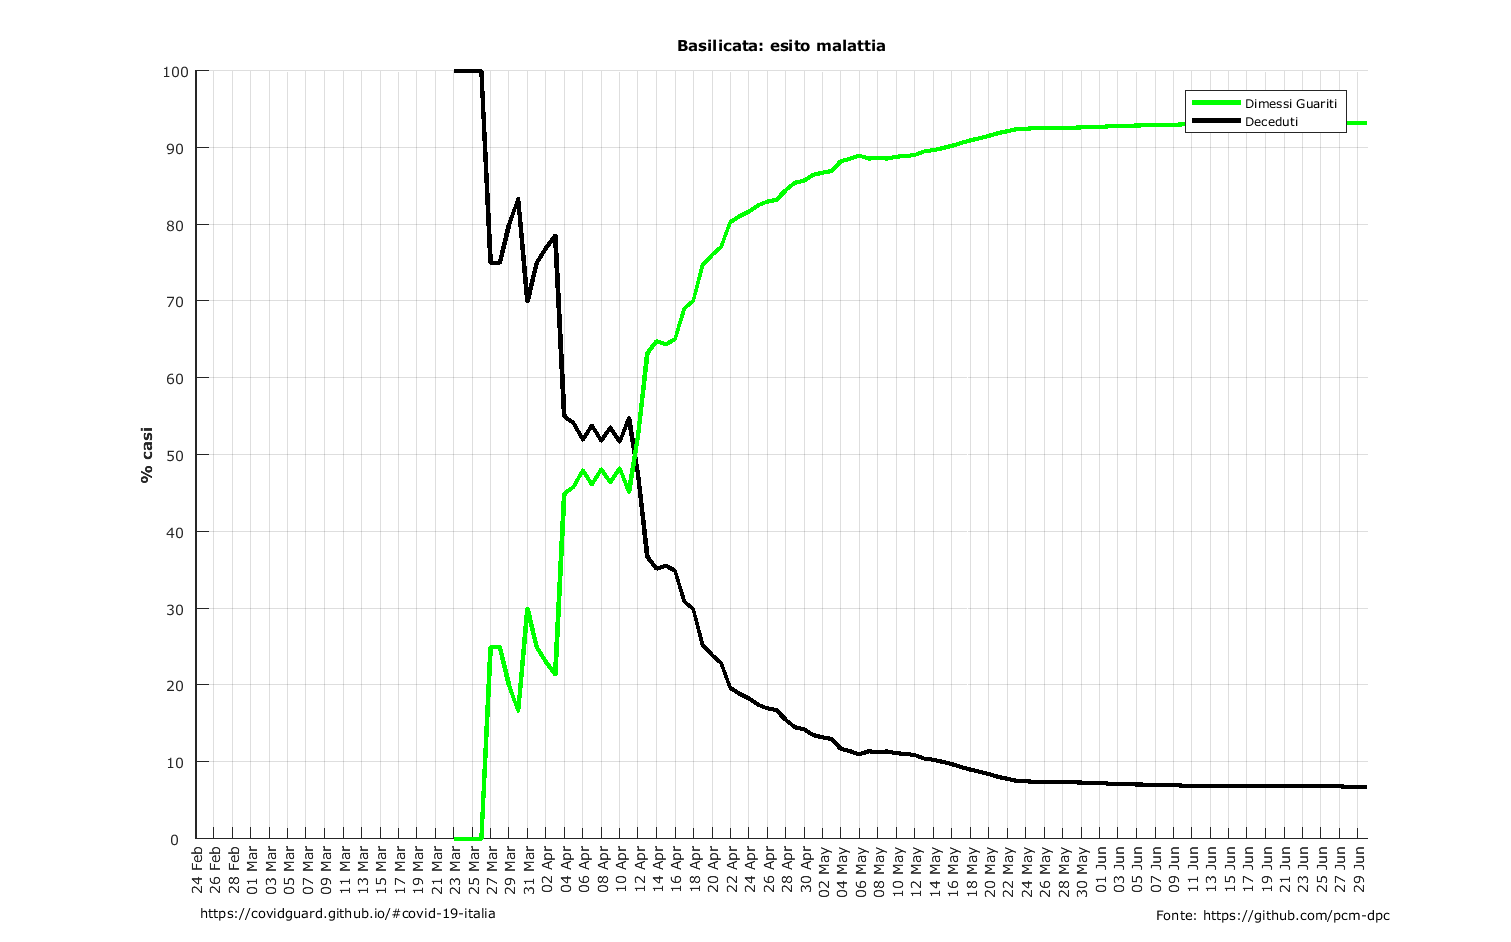 Basilicata: esito malattia
Dimessi Guariti
Deceduti
% casi
100
90
80
70
60
50
40
30
20
10
0
24 Feb
26 Feb
28 Feb
01 Mar
03 Mar
05 Mar
07 Mar
09 Mar
11 Mar
13 Mar
15 Mar
17 Mar
19 Mar
21 Mar
23 Mar
25 Mar
27 Mar
29 Mar
31 Mar
02 Apr
04 Apr
06 Apr
08 Apr
10 Apr
12 Apr
14 Apr
16 Apr
18 Apr
20 Apr
22 Apr
24 Apr
26 Apr
28 Apr
30 Apr
02 May
04 May
06 May
08 May
10 May
12 May
14 May
16 May
18 May
20 May
22 May
24 May
26 May
28 May
30 May
01 Jun
03 Jun
05 Jun
07 Jun
09 Jun
11 Jun
13 Jun
15 Jun
17 Jun
19 Jun
21 Jun
23 Jun
25 Jun
27 Jun
29 Jun
https://covidguard.github.io/#covid-19-italia
Fonte: https://github.com/pcm-dpc